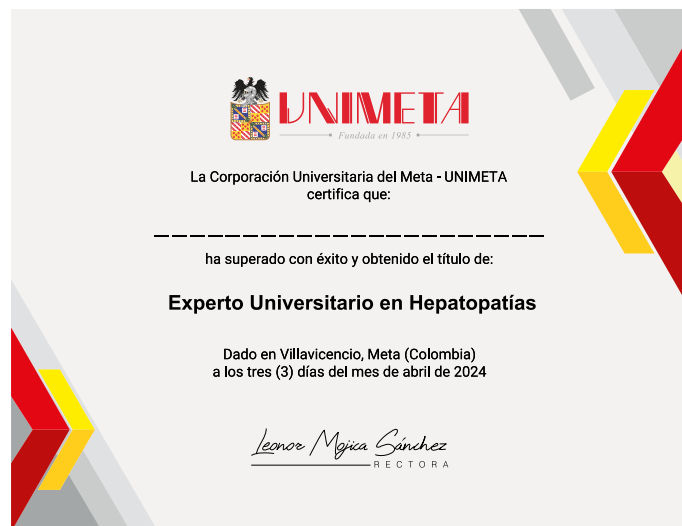 UNIMETA
Fundada en 1985
La Corporación Universitaria del Meta - UNIMETA
certifica que:
ha superado con éxito y obtenido el título de:
Experto Universitario en Hepatopatías
Dado en Villavicencio, Meta (Colombia)
a los tres (3) días del mes de abril de 2024
Leonor Mojica Sánchez
RECTORA